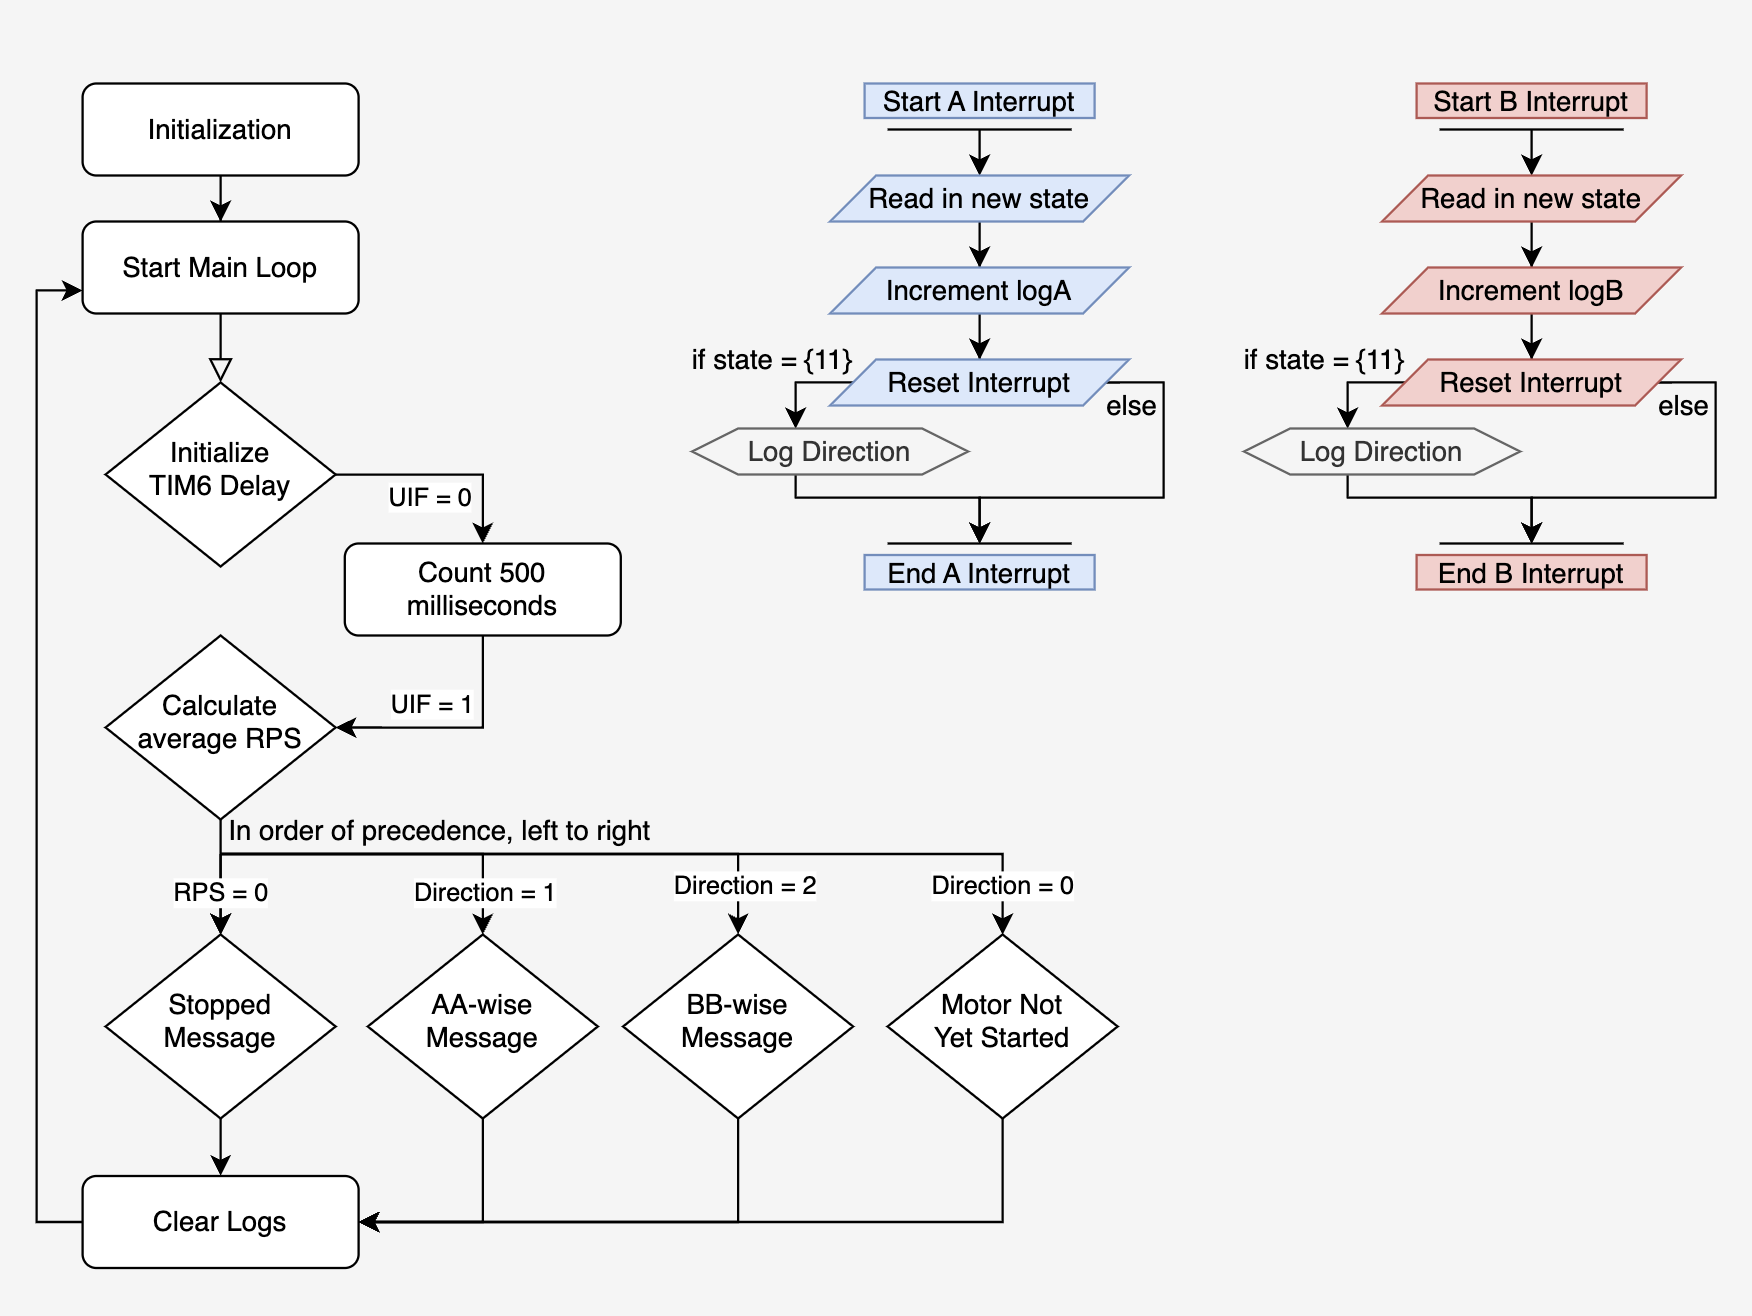 Initialization
Start Main Loop
Initialize
TIM6 Delay
UIF = 0
Count 500
milliseconds
UIF = 1
Calculate
average RPS
In order of precedence, left to right
RPS = 0
Direction = 1
Direction = 2
Direction = 0
Stopped
Message
AA-wise
Message
BB-wise
Message
Motor Not
Yet Started
Clear Logs
Start A Interrupt
Read in new state
Increment logA
if state = {11}
Reset Interrupt
else
Log Direction
End A Interrupt
Start B Interrupt
Read in new state
Increment logB
if state = {11}
Reset Interrupt
else
Log Direction
End B Interrupt